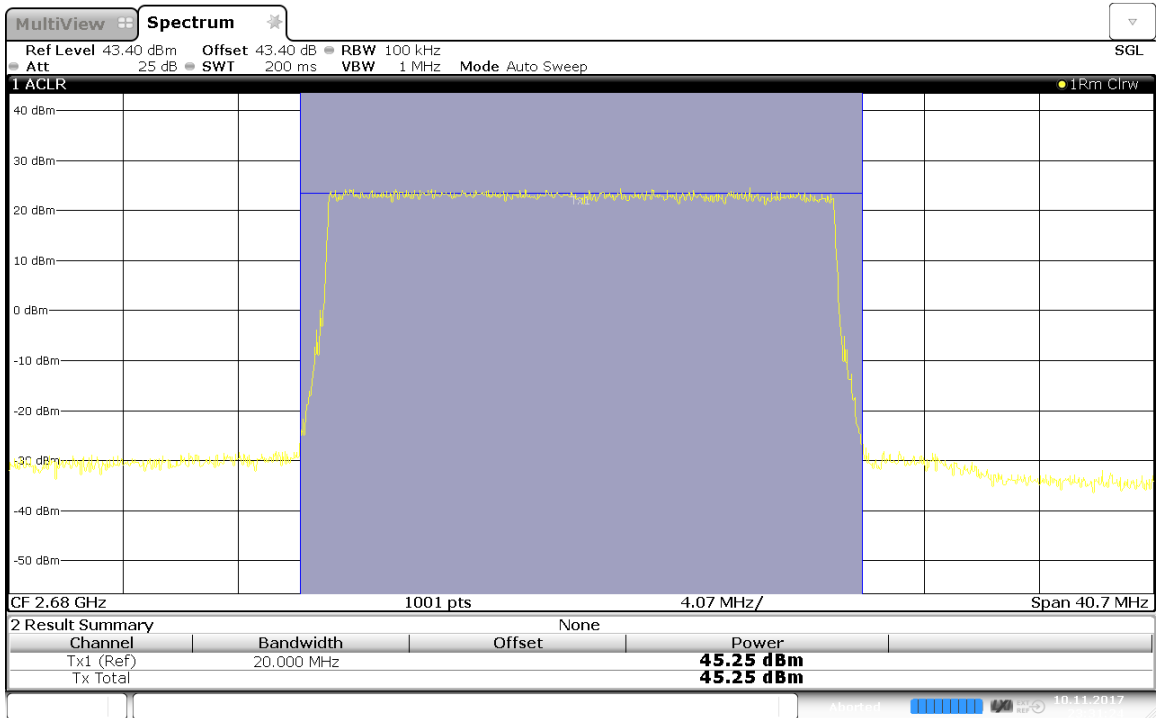 MultiView Spectrum
Ref Level 43.40 dBm Offset 43.40 dB RBW 100 kHz SGL
Att 25 dB SWT 200 ms VBW 1 MHz Mode Auto Sweep
1 ACLR 1Rm Clrw
40 dBm
30 dBm
20 dBm
10 dBm
0 dBm
-10 dBm
-20 dBm
-30 dBm
-40 dBm
-50 dBm
CF 2.68 GHz 1001 pts 4.07 MHz/ Span 40.7 MHz
2 Result Summary None
Channel Bandwidth Offset Power
Tx1 (Ref) 20.000 MHz 45.25 dBm
Tx Total 45.25 dBm
Aborted 10.11.2017